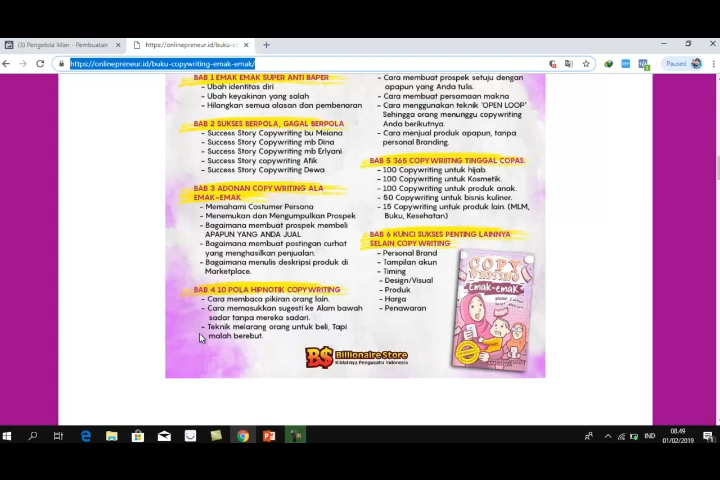 (3) Pengelola Iklan - Pembuatan
https://onlinepreneur.id/buku-co
https://onlinepreneur.id/buku-copywriting-emak-emak/
Paused
BAB 1 EMAK EMAK SUPER ANTI BAPER
- Ubah identitas diri
- Ubah keyakinan yang salah
- Hilangkan semua alasan dan pembenaran
BAB 2 SUKSES BERPOLA, GAGAL BERPOLA
- Success Story Copywriting bu Meiana
- Success Story Copywriting mb Dina
- Success Story Copywriting mb Erlyani
- Success story copywriting Afik
- Success Story Copywriting Dewa
BAB 3 ADONAN COPYWRITING ALA
EMAK-EMAK
- Memahami Costumer Persona
- Menemukan dan Mengumpulkan Prospek
- Bagaimana membuat prospek membeli
APAPUN YANG ANDA JUAL
- Bagaimana membuat postingan curhat
yang menghasilkan penjualan.
- Bagaimana menulis deskripsi produk di
Marketplace.
BAB 4 10 POLA HIPNOTIK COPYWRITING
- Cara membaca pikiran orang lain.
- Cara memasukkan sugesti ke Alam bawah
sadar tanpa mereka sadari.
- Teknik melarang orang untuk beli, Tapi
malah berebut.
- Cara membuat prospek setuju dengan
apapun yang Anda tulis.
- Cara membuat persamaan makna
- Cara menggunakan teknik 'OPEN LOOP'
Sehingga orang menunggu copywriting
Anda berikutnya.
- Cara menjual produk apapun, tanpa
personal Branding.
BAB 5 365 COPYWRIITNG TINGGAL COPAS.
- 100 Copywriting untuk hijab.
- 100 Copywriting untuk Kosmetik.
- 100 Copywriting untuk produk anak.
- 50 Copywriting untuk bisnis kuliner.
- 15 Copywriting untuk produk lain. (MLM,
Buku, Kesehatan)
BAB 6 KUNCI SUKSES PENTING LAINNYA
SELAIN COPYWRITING
- Personal Brand
- Tampilan akun
- Timing
- Design/Visual
- Produk
- Harga
- Penawaran
COPY
WRITING
Emak-emak
B$ BillionaireStore
Kiblatnya Pengusaha Indonesia
IND
08.49
01/02/2019